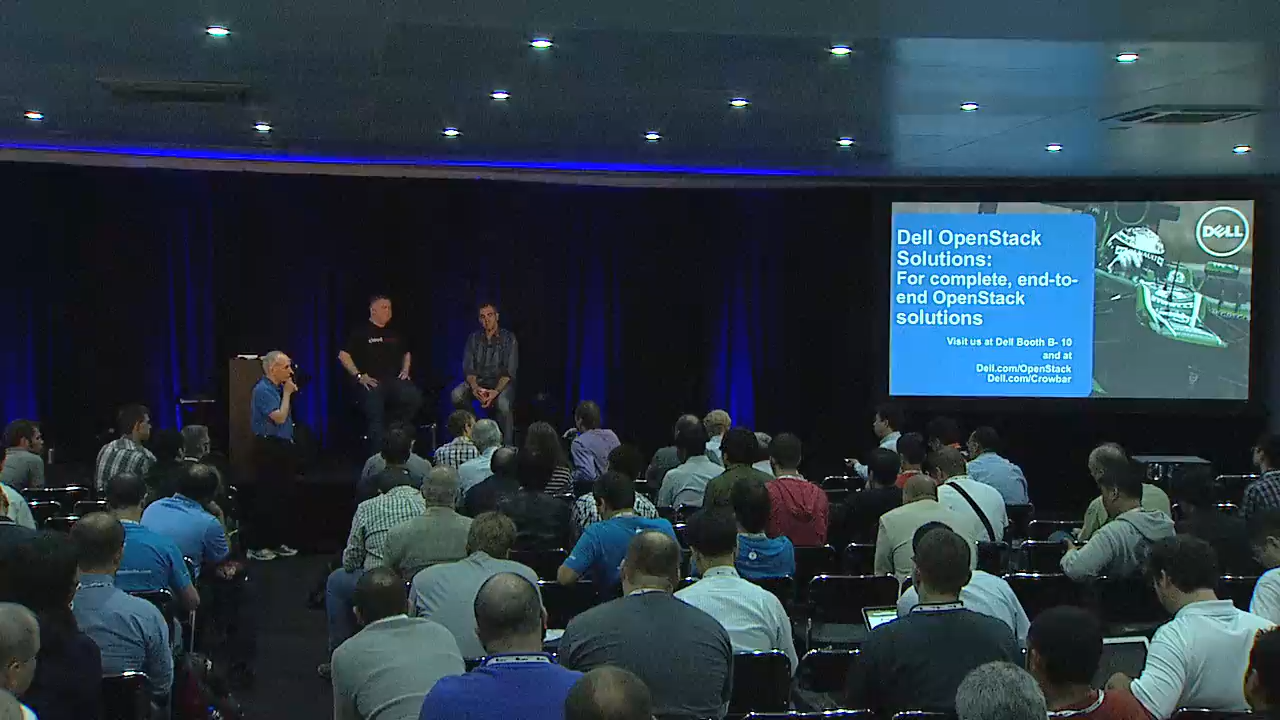 Dell OpenStack
Solutions:
For complete, end-to-
end OpenStack
solutions
Visit us at Dell Booth B- 10
and at
Dell.com/OpenStack
Dell.com/Crowbar
DELL